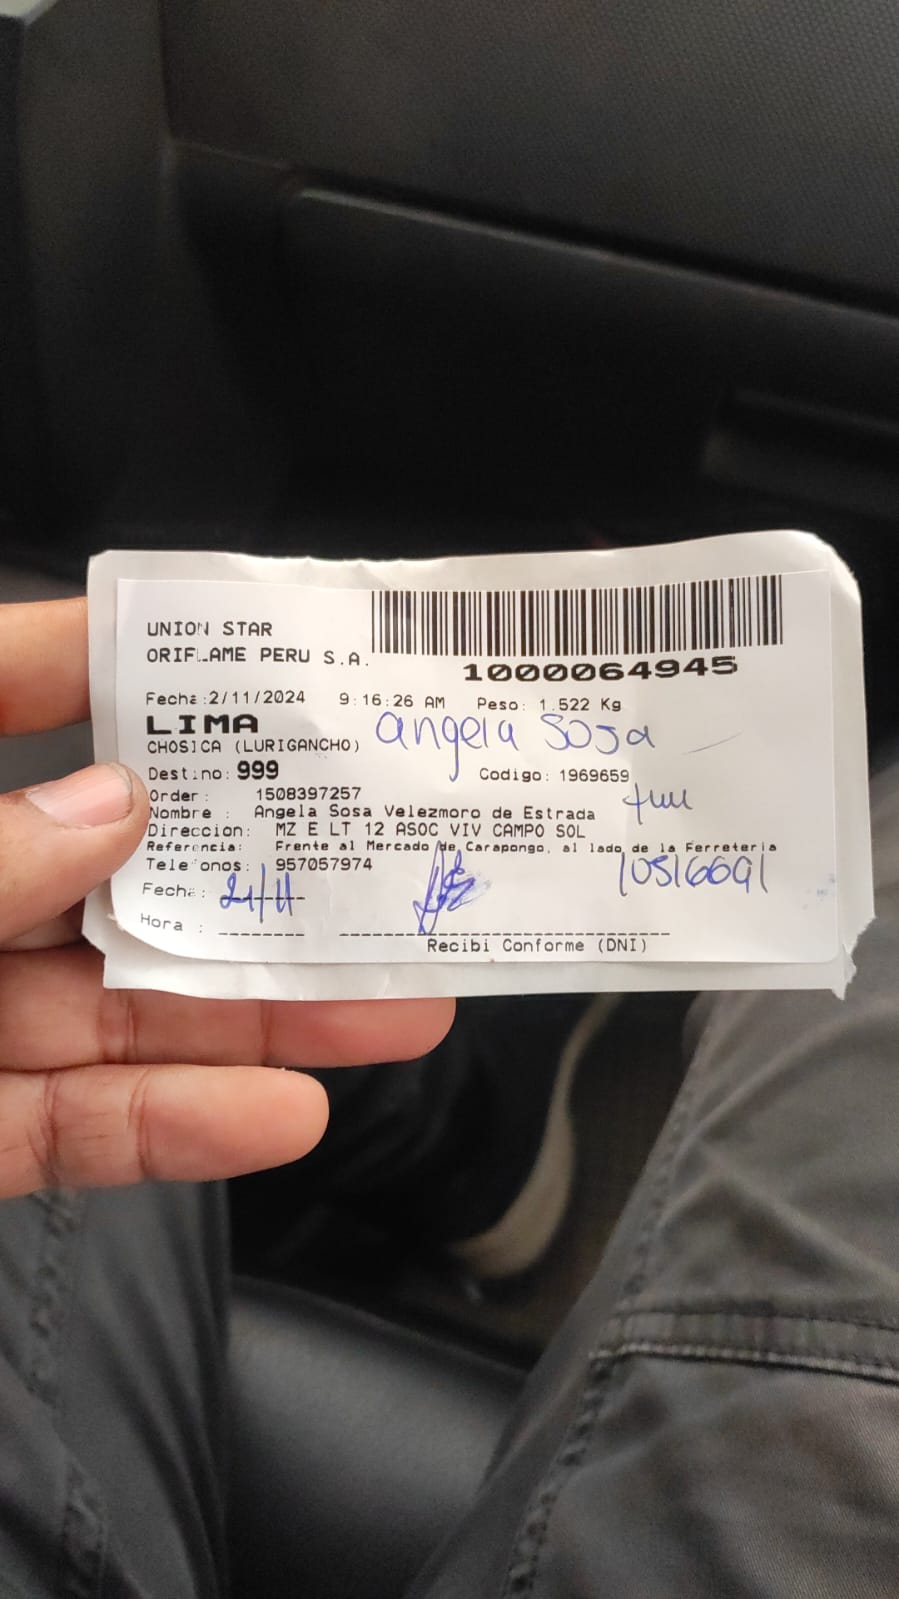 UNION STAR
ORIFLAME PERU S.A.
1000064945
Fecha:2/11/2024 9:16:26 AM Peso: 1.522 Kg
LIMA
CHOSICA (LURIGANCHO)
angela Sosa
Destino: 999 Codigo: 1969659
Order : 1508397257
Nombre : Angela Sosa Velezmoro de Estrada
Direccion: MZ E LT 12 ASOC VIV CAMPO SOL
Referencia: Frente al Mercado de Carapongo, al lado de la Ferreteria
Telefonos: 957057974
Fecha:
Hora :
Recibi Conforme (DNI)